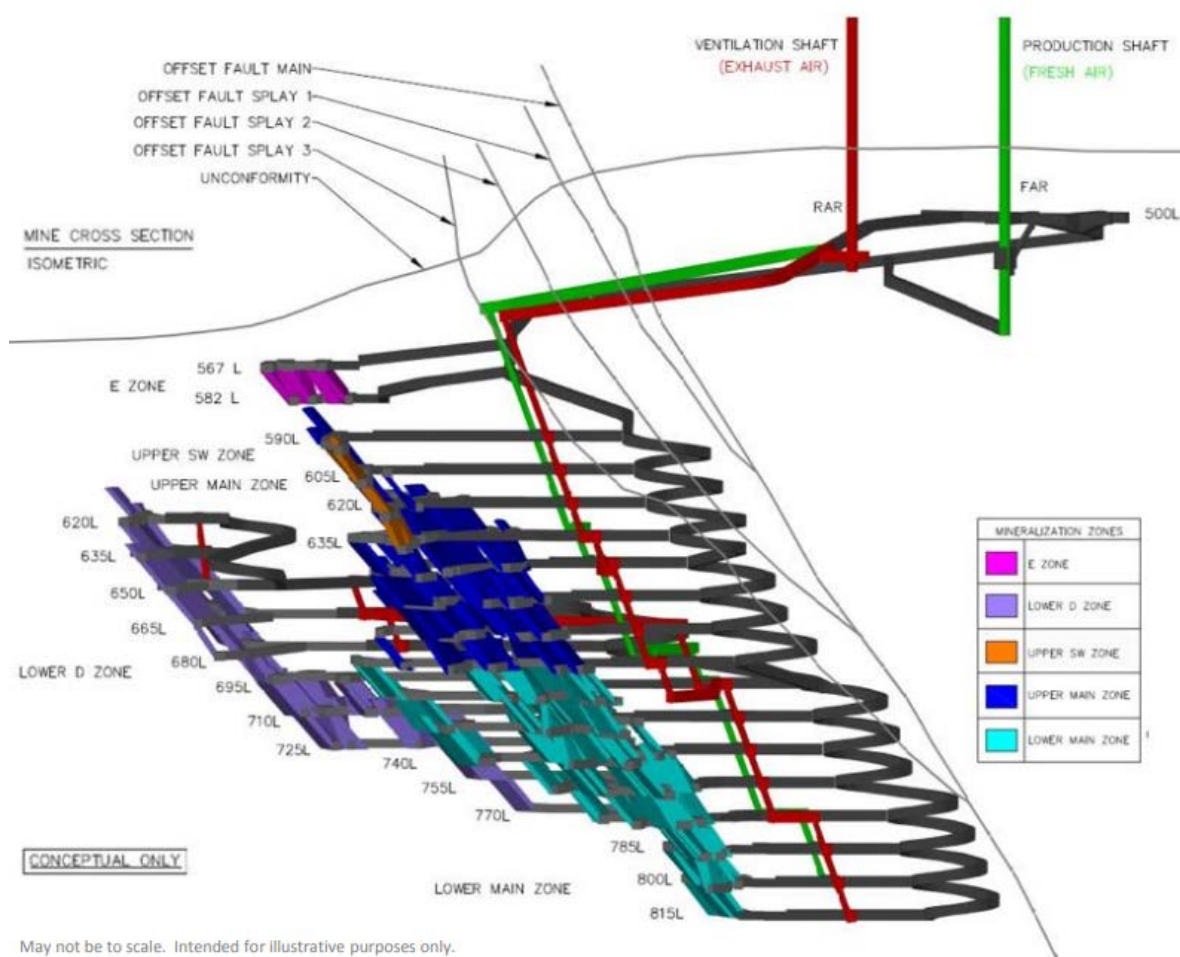 VENTILATION SHAFT
(EXHAUST AIR)
PRODUCTION SHAFT
(FRESH AIR)
OFFSET FAULT MAIN
OFFSET FAULT SPLAY 1
OFFSET FAULT SPLAY 2
OFFSET FAULT SPLAY 3
UNCONFORMITY
RAR
FAR
500L
MINE CROSS SECTION
ISOMETRIC
567 L
E ZONE
582 L
590L
UPPER SW ZONE
605L
UPPER MAIN ZONE
620L
620L
635L
635L
650L
665L
680L
LOWER D ZONE
695L
710L
725L
740L
755L
770L
785L
800L
LOWER MAIN ZONE
815L
MINERALIZATION ZONES
E ZONE
LOWER D ZONE
UPPER SW ZONE
UPPER MAIN ZONE
LOWER MAIN ZONE
CONCEPTUAL ONLY
May not be to scale. Intended for illustrative purposes only.